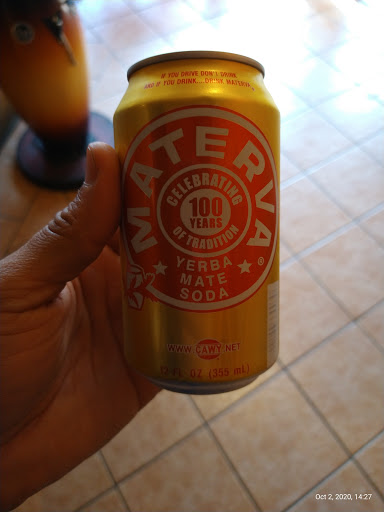 IF YOU DRIVE DON'T DRINK
AND IF YOU DRINK.... DRINK MATERVA
MATERVA®
CELEBRATING
100
YEARS
OF TRADITION
YERBA
MATE
SODA
WWW.CAWY.NET
12 FL. OZ (355 mL)
Oct 2, 2020, 14:27